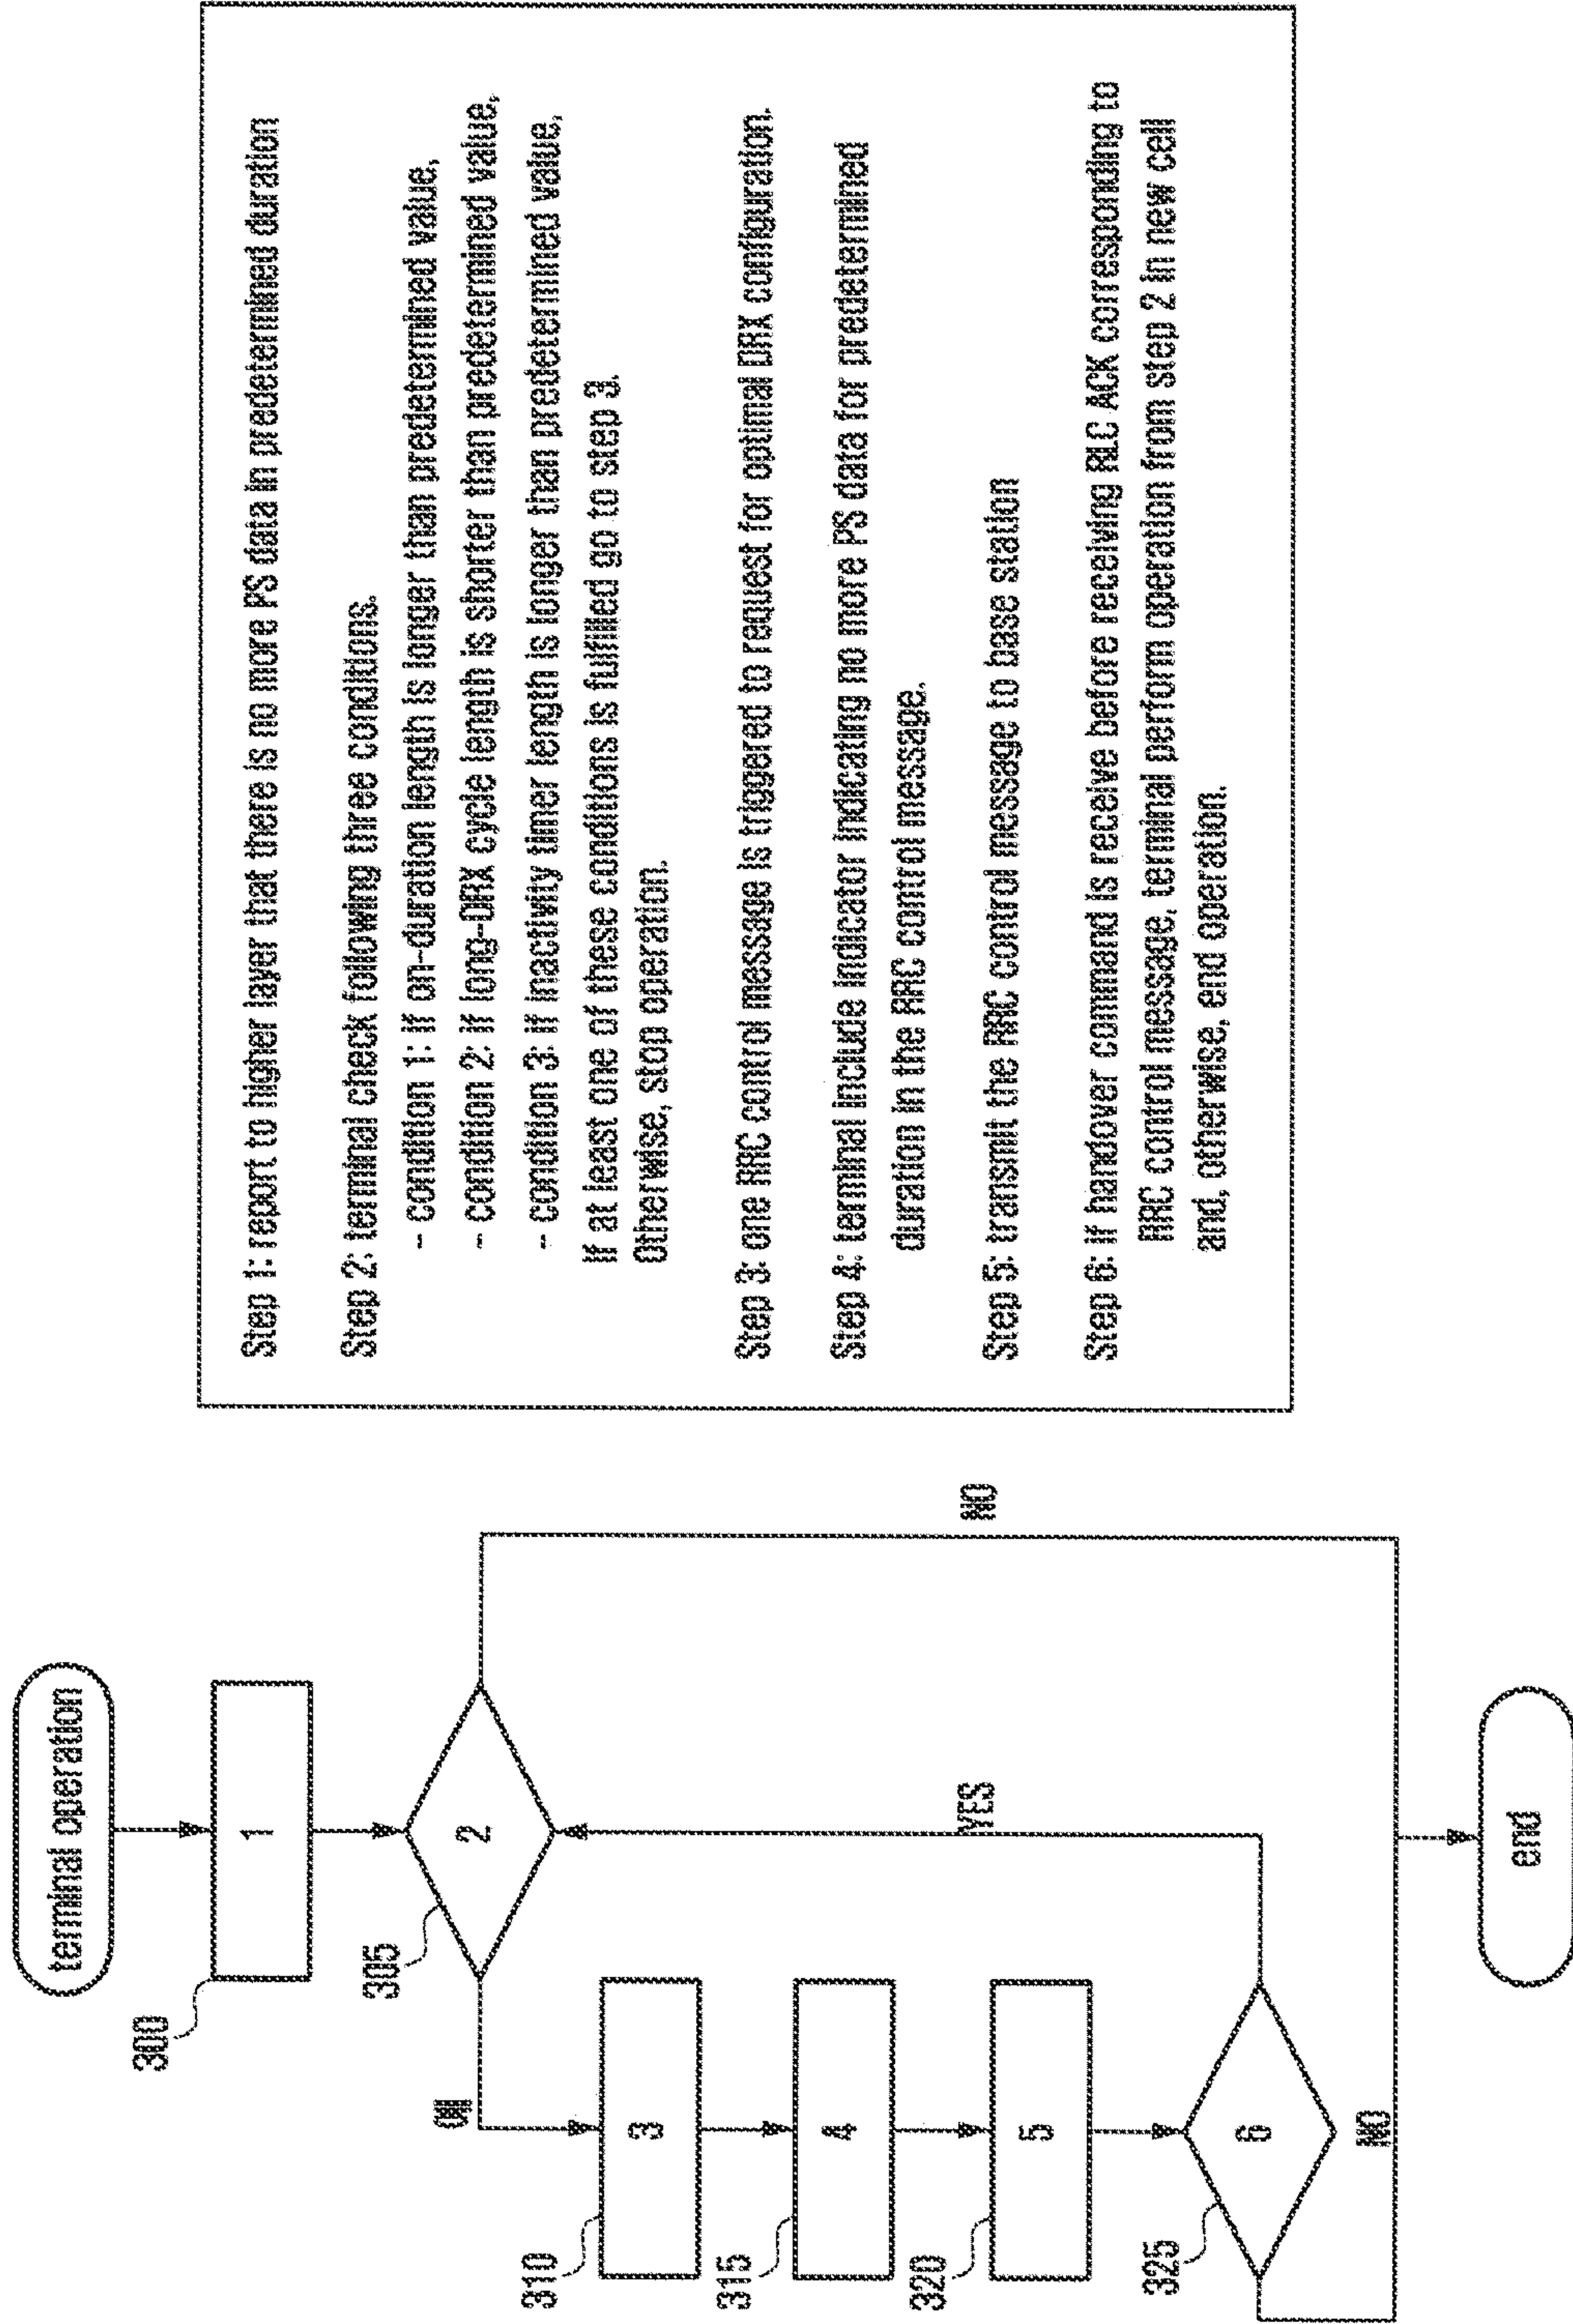 terminal operation
300
1
305
2
NO
310
3
315
4
YES
320
5
325
6
NO
end
Step 1: report to higher layer that there is no more PS data in predetermined duration
Step 2: terminal check following three conditions.
- condition 1: if on-duration length is longer than predetermined value,
- condition 2: if long-DRX cycle length is shorter than predetermined value,
- condition 3: if inactivity timer length is longer than predetermined value,
If at least one of these conditions is fulfilled go to step 3.
Otherwise, stop operation.
Step 3: one RRC control message is triggered to request for optimal DRX configuration.
Step 4: terminal include indicator indicating no more PS data for predetermined
duration in the RRC control message.
Step 5: transmit the RRC control message to base station
Step 6: if handover command is receive before receiving RLC ACK corresponding to
RRC control message, terminal perform operation from step 2 in new cell
and, otherwise, end operation.